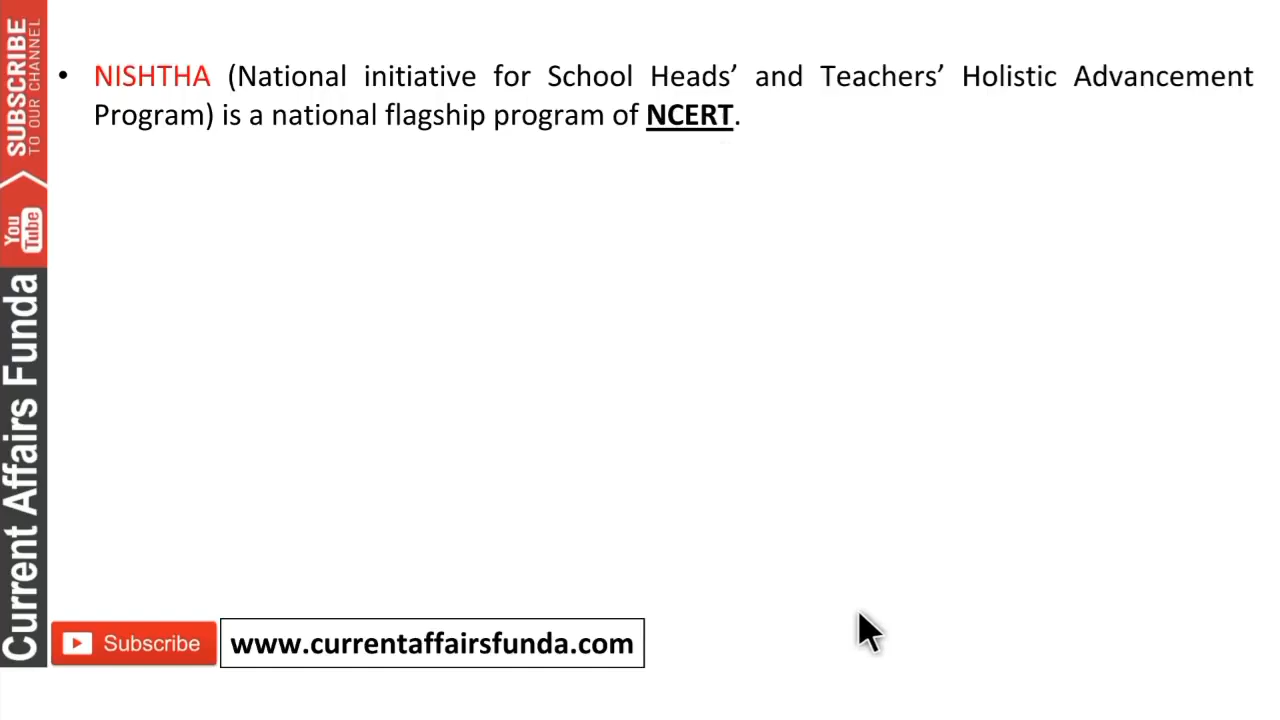 • NISHTHA (National initiative for School Heads’ and Teachers’ Holistic Advancement
Program) is a national flagship program of NCERT.
SUBSCRIBE
TO OUR CHANNEL
You
Tube
Current Affairs Funda
Subscribe
www.currentaffairsfunda.com